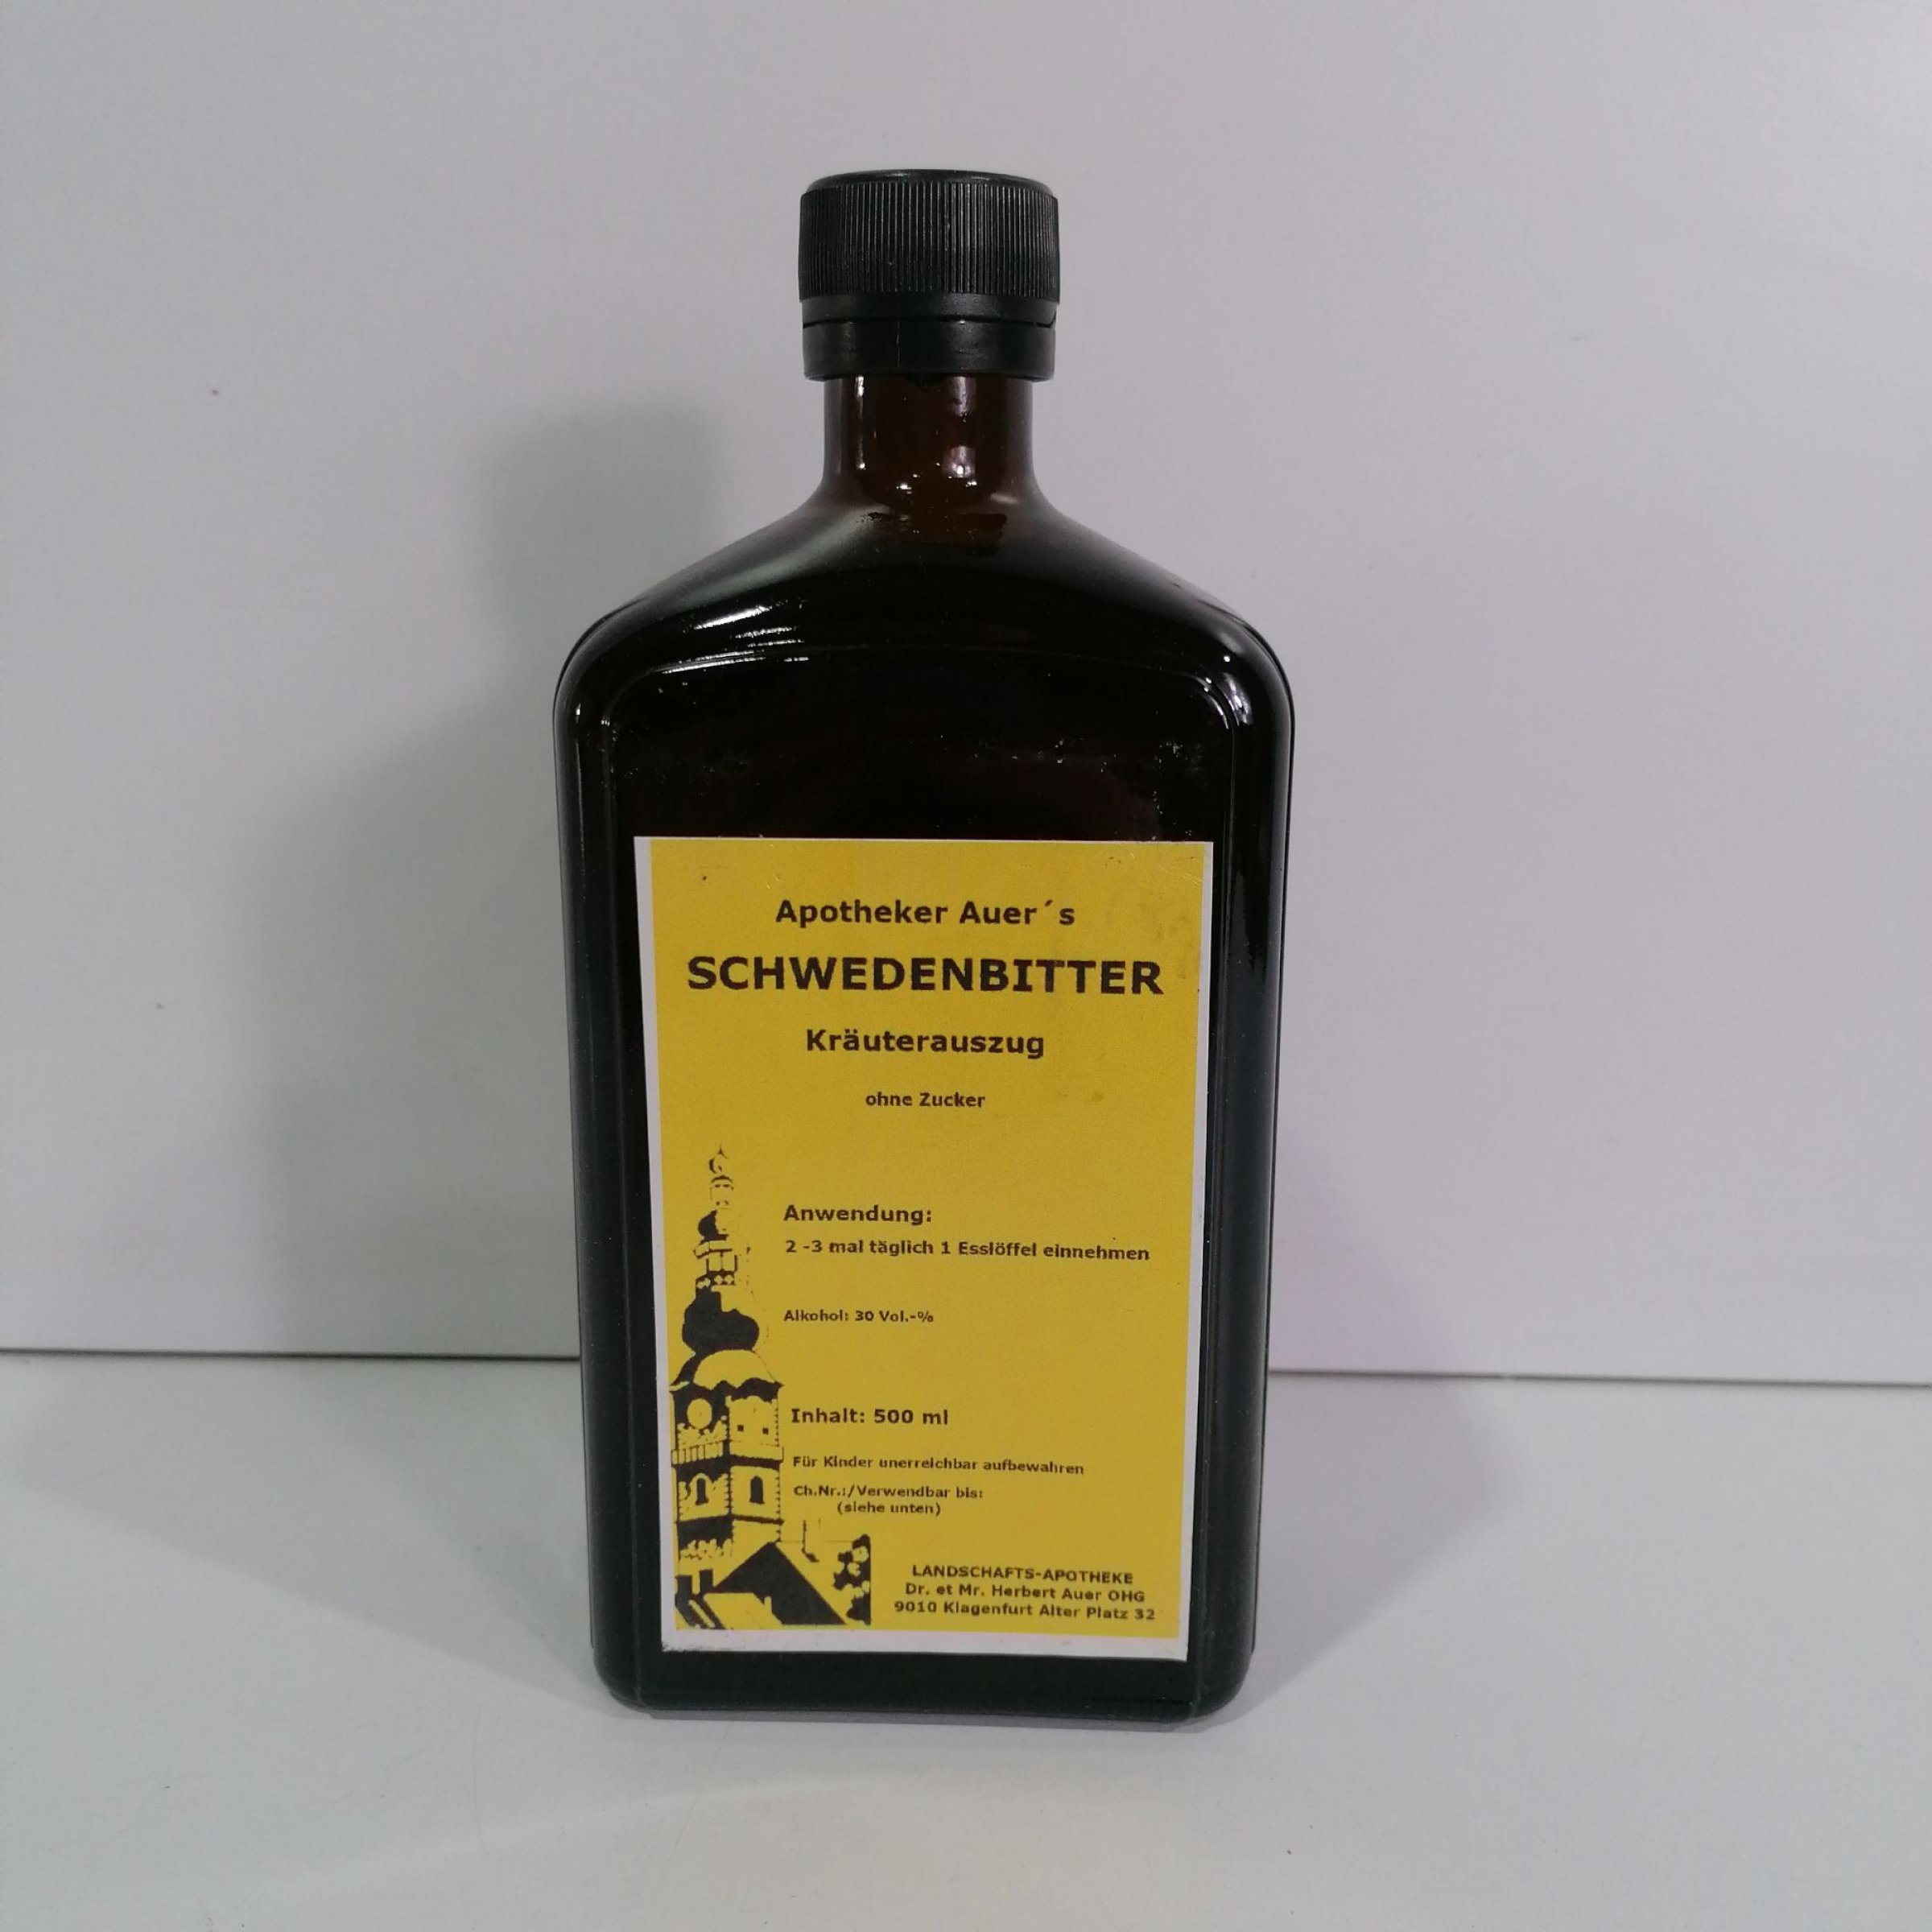 Apotheker Auer´s
SCHWEDENBITTER
Kräuterauszug
ohne Zucker
Anwendung:
2 -3 mal täglich 1 Esslöffel einnehmen
Alkohol: 30 Vol.-%
Inhalt: 500 ml
Für Kinder unerreichbar aufbewahren
Ch.Nr.:/Verwendbar bis:
(siehe unten)
LANDSCHAFTS-APOTHEKE
Dr. et Mr. Herbert Auer OHG
9010 Klagenfurt Alter Platz 32